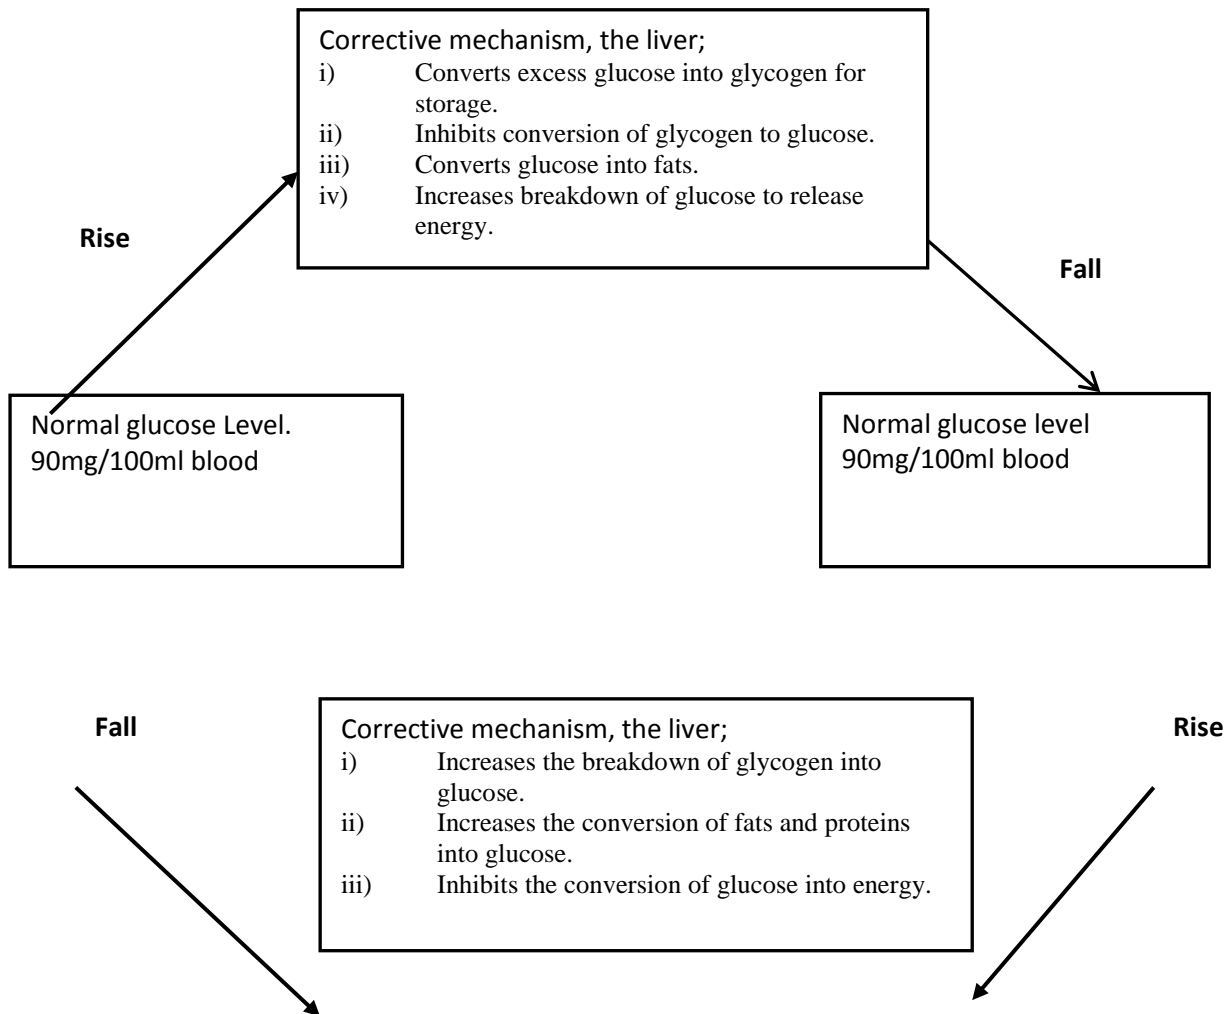 Corrective mechanism, the liver;
i) Converts excess glucose into glycogen for
storage.
ii) Inhibits conversion of glycogen to glucose.
iii) Converts glucose into fats.
iv) Increases breakdown of glucose to release
energy.
Rise
Fall
Normal glucose Level.
90mg/100ml blood
Normal glucose level
90mg/100ml blood
Fall
Corrective mechanism, the liver;
i) Increases the breakdown of glycogen into
glucose.
ii) Increases the conversion of fats and proteins
into glucose.
iii) Inhibits the conversion of glucose into energy.
Rise